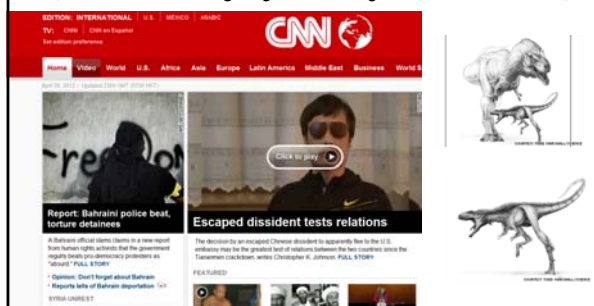 EDITION: INTERNATIONAL U.S. MÉXICO ARABIC
TV: CNN CNN en Español
Set edition preference
CNN
Home Video World U.S. Africa Asia Europe Latin America Middle East Business World S
Freedom
Click to play
Report: Bahraini police beat,
torture detainees
Escaped dissident tests relations
A Bahraini official slams claims in a new report
from human rights activists that the government
regularly beats pro-democracy protesters as
"absurd." FULL STORY
Opinion: Don't forget about Bahrain
Reports tells of Bahrain deportation
SYRIA UNREST
The decision by an escaped Chinese dissident to apparently flee to the U.S.
embassy may be the greatest test of relations between the two countries since the
Tiananmen crackdown, writes Christopher K. Johnson. FULL STORY
FEATURED